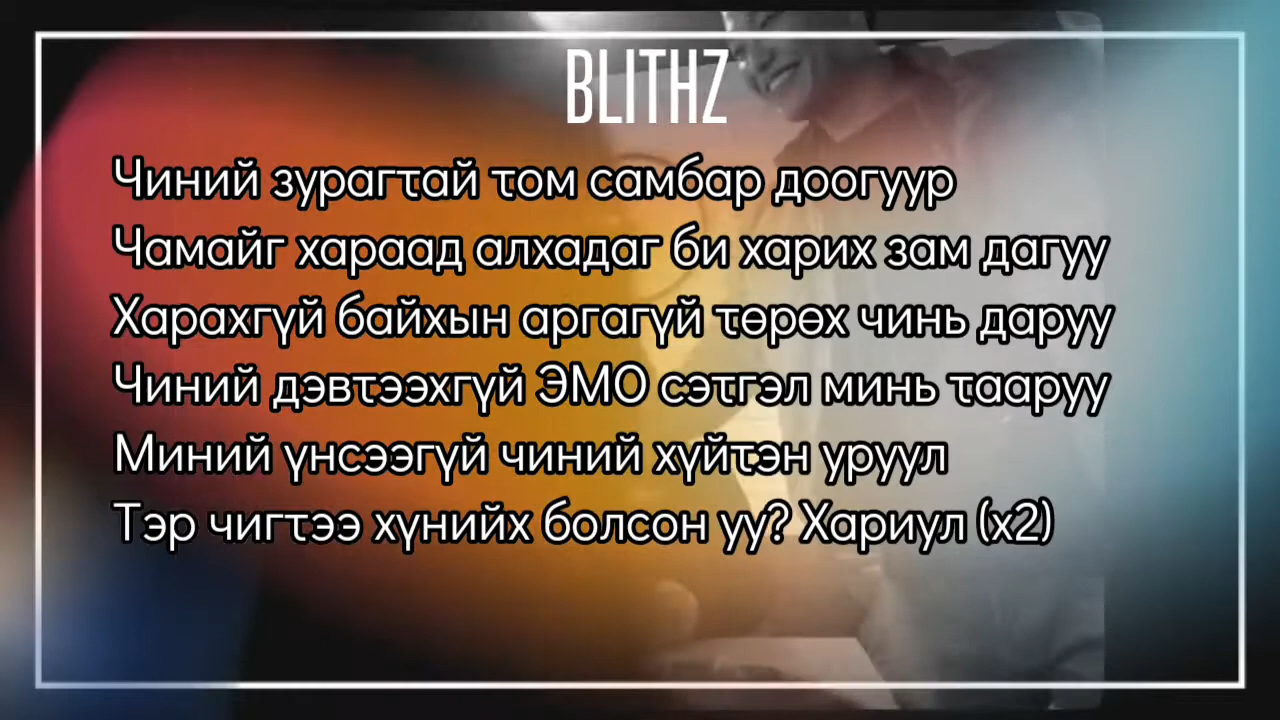 BLITHZ
Чиний зурагтай том самбар доогуур
Чамайг хараад алхадаг би харих зам дагуу
Харахгүй байхын аргагүй төрөх чинь даруу
Чиний дэвтээхгүй ЭМО сэтгэл минь тааруу
Миний үнсээгүй чиний хүйтэн уруул
Тэр чигтээ хүнийх болсон уу? Хариул (x2)